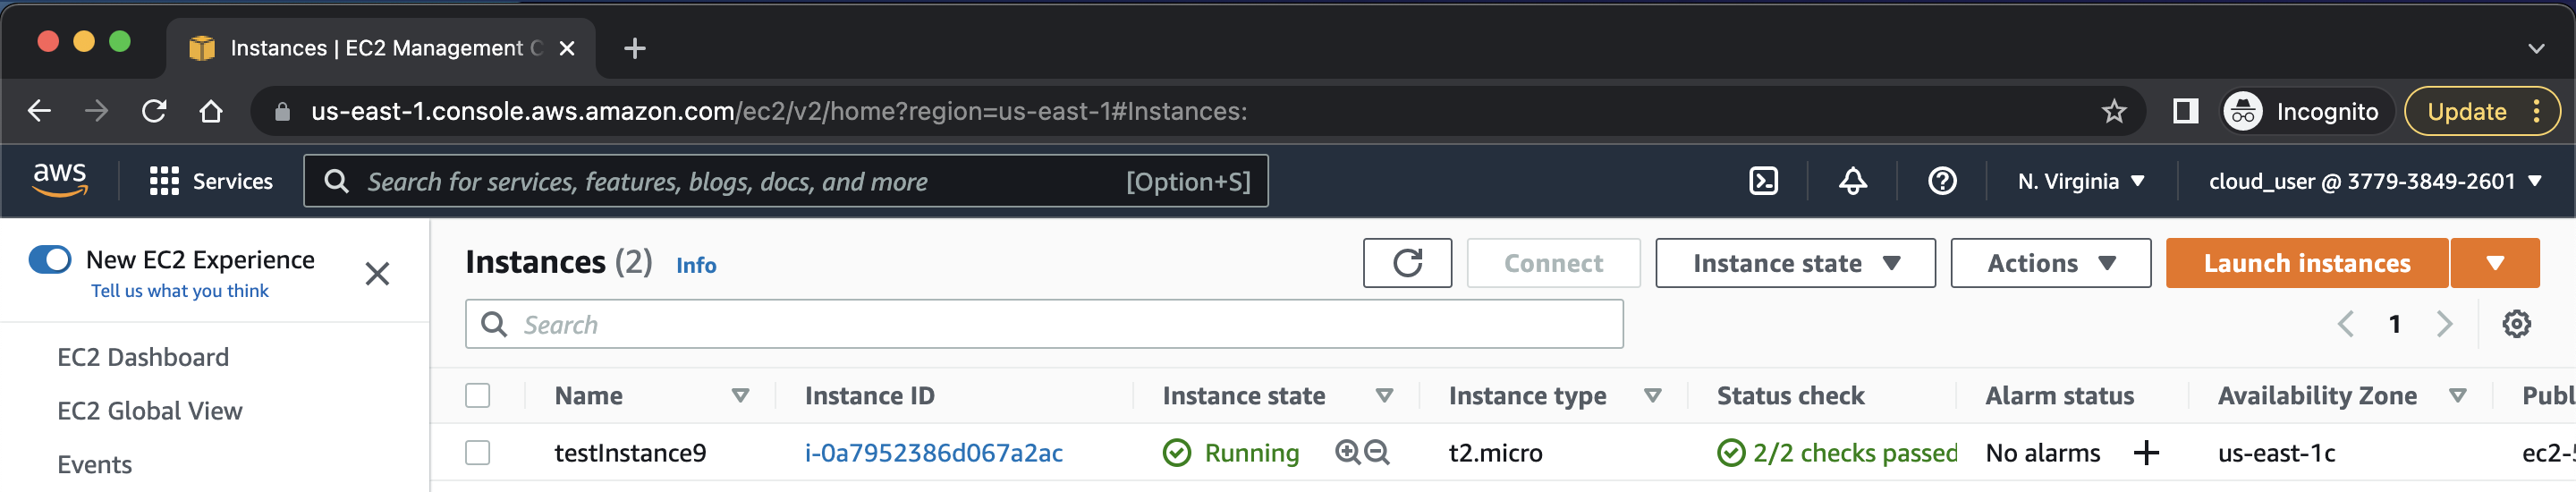 Instances | EC2 Management C
us-east-1.console.aws.amazon.com/ec2/v2/home?region=us-east-1#Instances:
Incognito
Update
aws
Services
Search for services, features, blogs, docs, and more
[Option+S]
N. Virginia
cloud_user @ 3779-3849-2601
New EC2 Experience
Tell us what you think
EC2 Dashboard
EC2 Global View
Events
Instances (2) Info
Connect
Instance state
Actions
Launch instances
Search
1
Name Instance ID Instance state Instance type Status check Alarm status Availability Zone Publ
testInstance9 i-0a7952386d067a2ac Running t2.micro 2/2 checks passed No alarms + us-east-1c ec2-